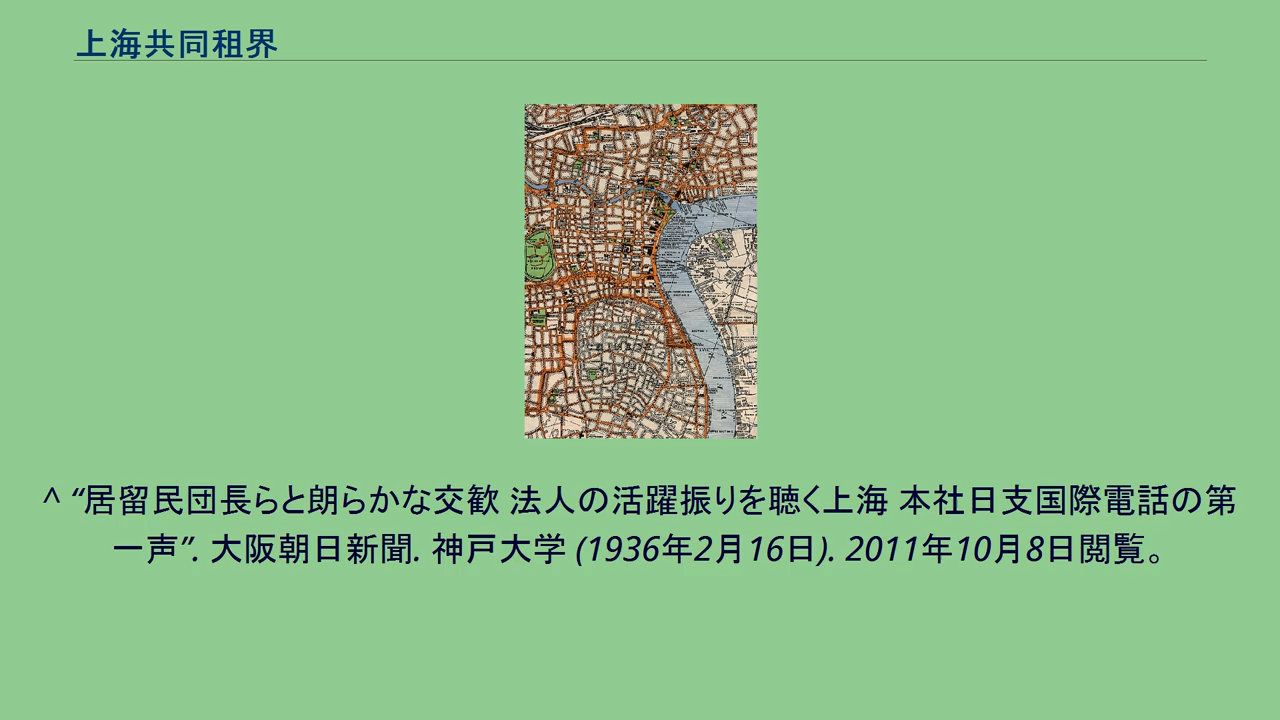 上海共同租界
^ “居留民団長らと朗らかな交歓 法人の活躍振りを聴く上海 本社日支国際電話の第
一声”. 大阪朝日新聞. 神戸大学 (1936年2月16日). 2011年10月8日閲覧。